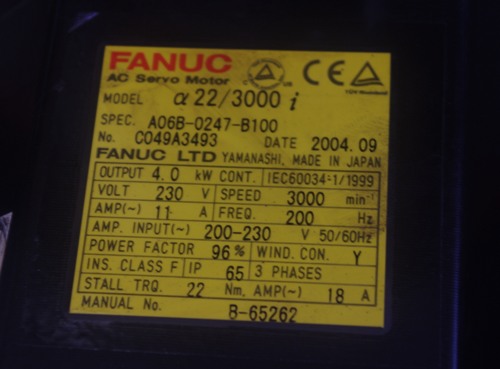 FANUC
AC Servo Motor
MODEL α22/3000 i
SPEC. A06B-0247-B100
No. C049A3493 DATE 2004.09
FANUC LTD YAMANASHI, MADE IN JAPAN
OUTPUT 4.0 kW CONT. IEC60034-1/1999
VOLT 230 V SPEED 3000 min⁻¹
AMP(~) 11 A FREQ. 200 Hz
AMP. INPUT(~) 200-230 V 50/60Hz
POWER FACTOR 96% WIND. CON. Y
INS. CLASS F IP 65 3 PHASES
STALL TRQ. 22 Nm, AMP(~) 18 A
MANUAL No. B-65262